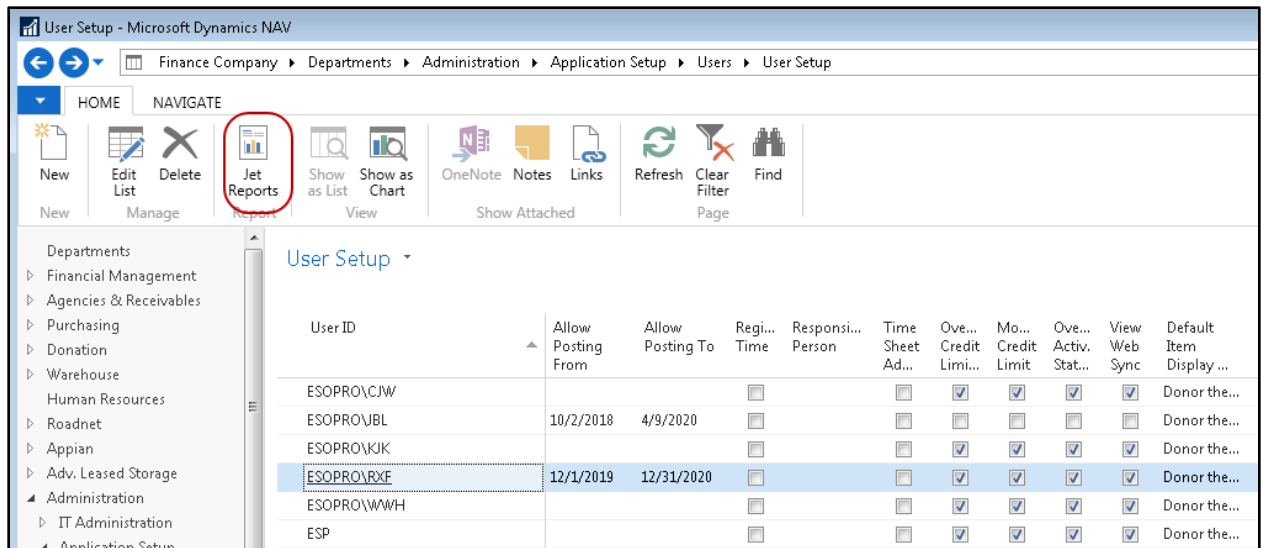 User Setup - Microsoft Dynamics NAV
Finance Company Departments Administration Application Setup Users User Setup
HOME NAVIGATE
New Edit List Delete Jet Reports Show as List Show as Chart OneNote Notes Links Refresh Clear Filter Find
New Manage Report View Show Attached Page
Departments
Financial Management
Agencies & Receivables
Purchasing
Donation
Warehouse
Human Resources
Roadnet
Appian
Adv. Leased Storage
Administration
IT Administration
Application Setup
User Setup
User ID Allow Posting From Allow Posting To Regi... Time Responsi... Person Time Sheet Ad... Ove... Credit Limi... Mo... Credit Limit Ove... Activ. Stat... View Web Sync Default Item Display ...
ESOPRO\CJW Donor the...
ESOPRO\JBL 10/2/2018 4/9/2020 Donor the...
ESOPRO\KJK Donor the...
ESOPRO\RXF 12/1/2019 12/31/2020 Donor the...
ESOPRO\WWH Donor the...
ESP Donor the...